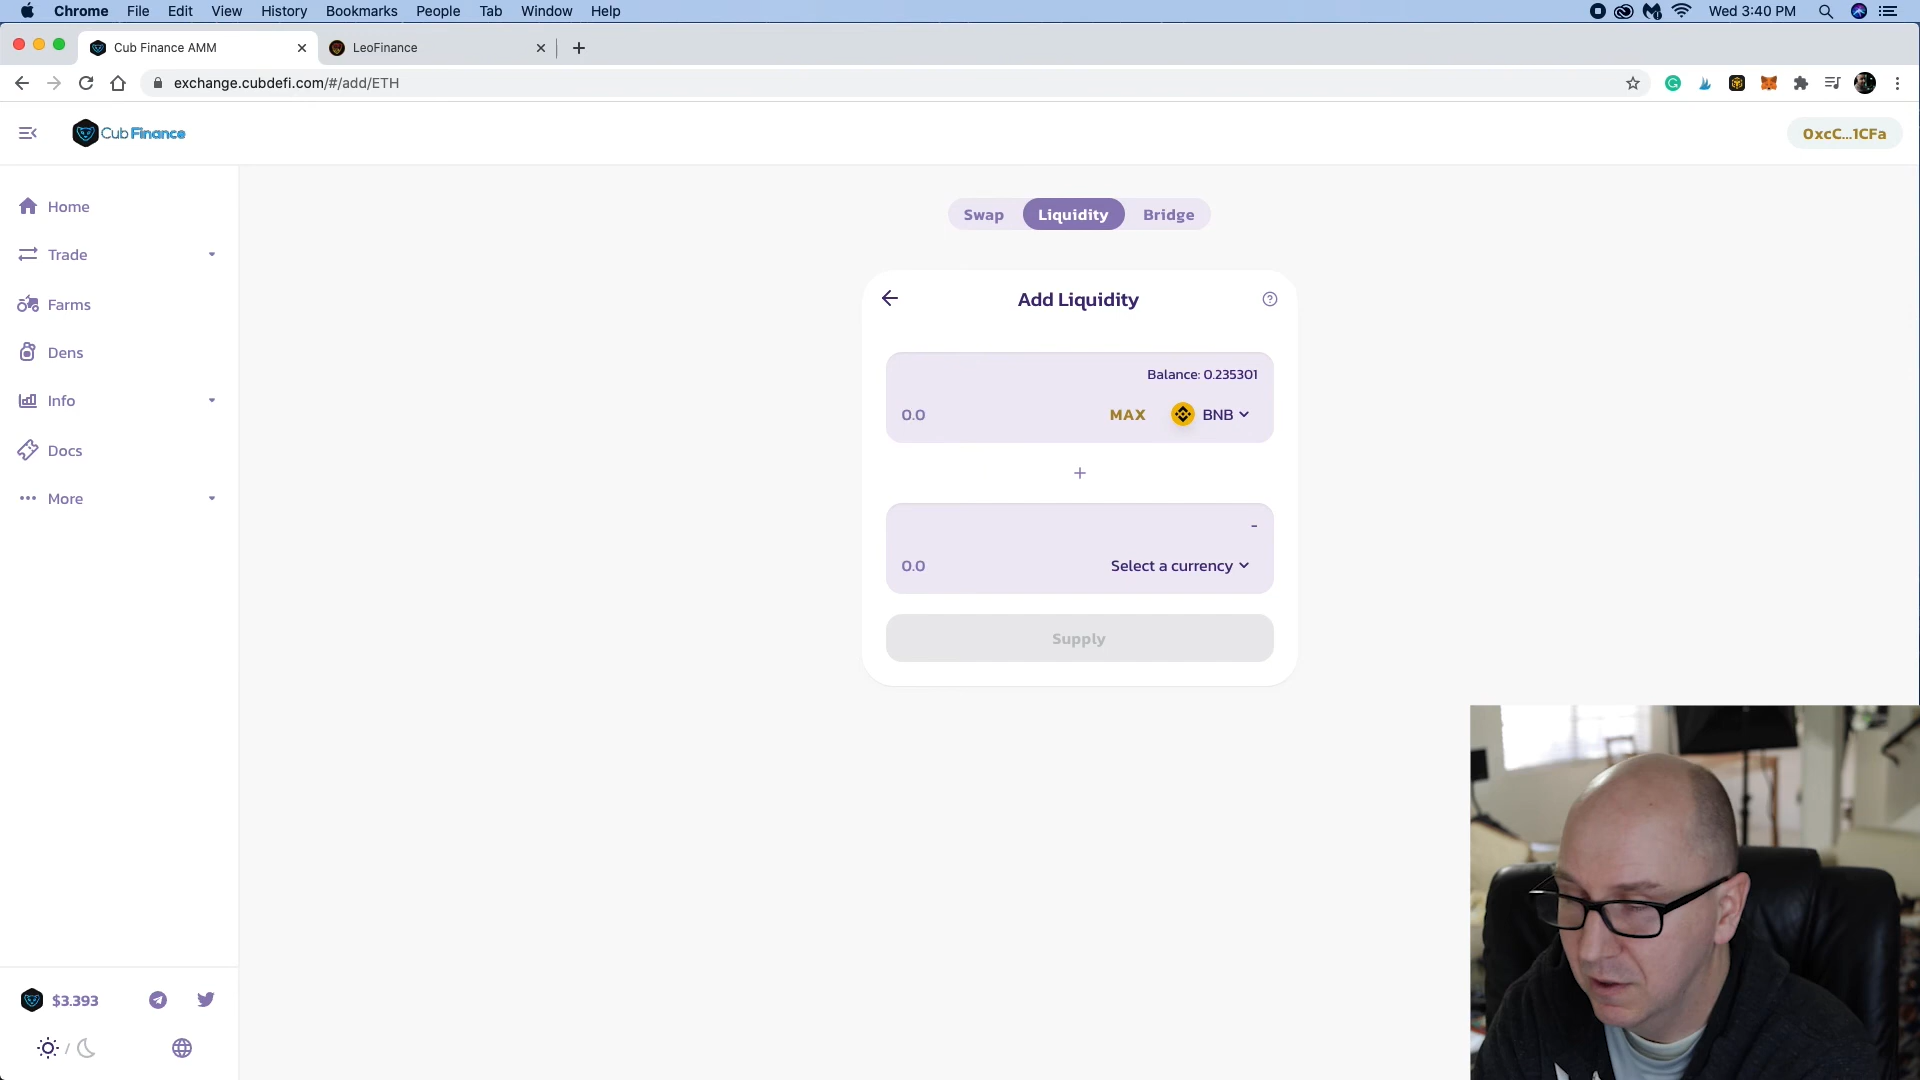 Chrome File Edit View History Bookmarks People Tab Window Help Wed 3:40 PM
Cub Finance AMM LeoFinance
exchange.cubdefi.com/#/add/ETH
Cub Finance 0xcC...1CFa
Home
Trade
Farms
Dens
Info
Docs
More
Swap Liquidity Bridge
Add Liquidity
Balance: 0.235301
0.0 MAX BNB
+
-
0.0 Select a currency
Supply
$3.393
/